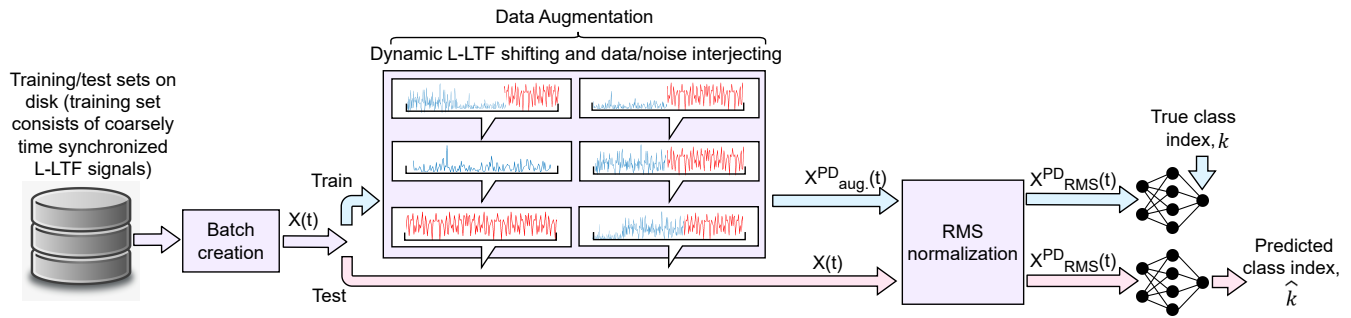 Data Augmentation
Dynamic L-LTF shifting and data/noise interjecting
Training/test sets on
disk (training set
consists of coarsely
time synchronized
L-LTF signals)
Batch
creation
X(t)
Train
Test
X^PD_aug.(t)
X(t)
RMS
normalization
X^PD_RMS(t)
X^PD_RMS(t)
True class
index, k
Predicted
class index,
k̂